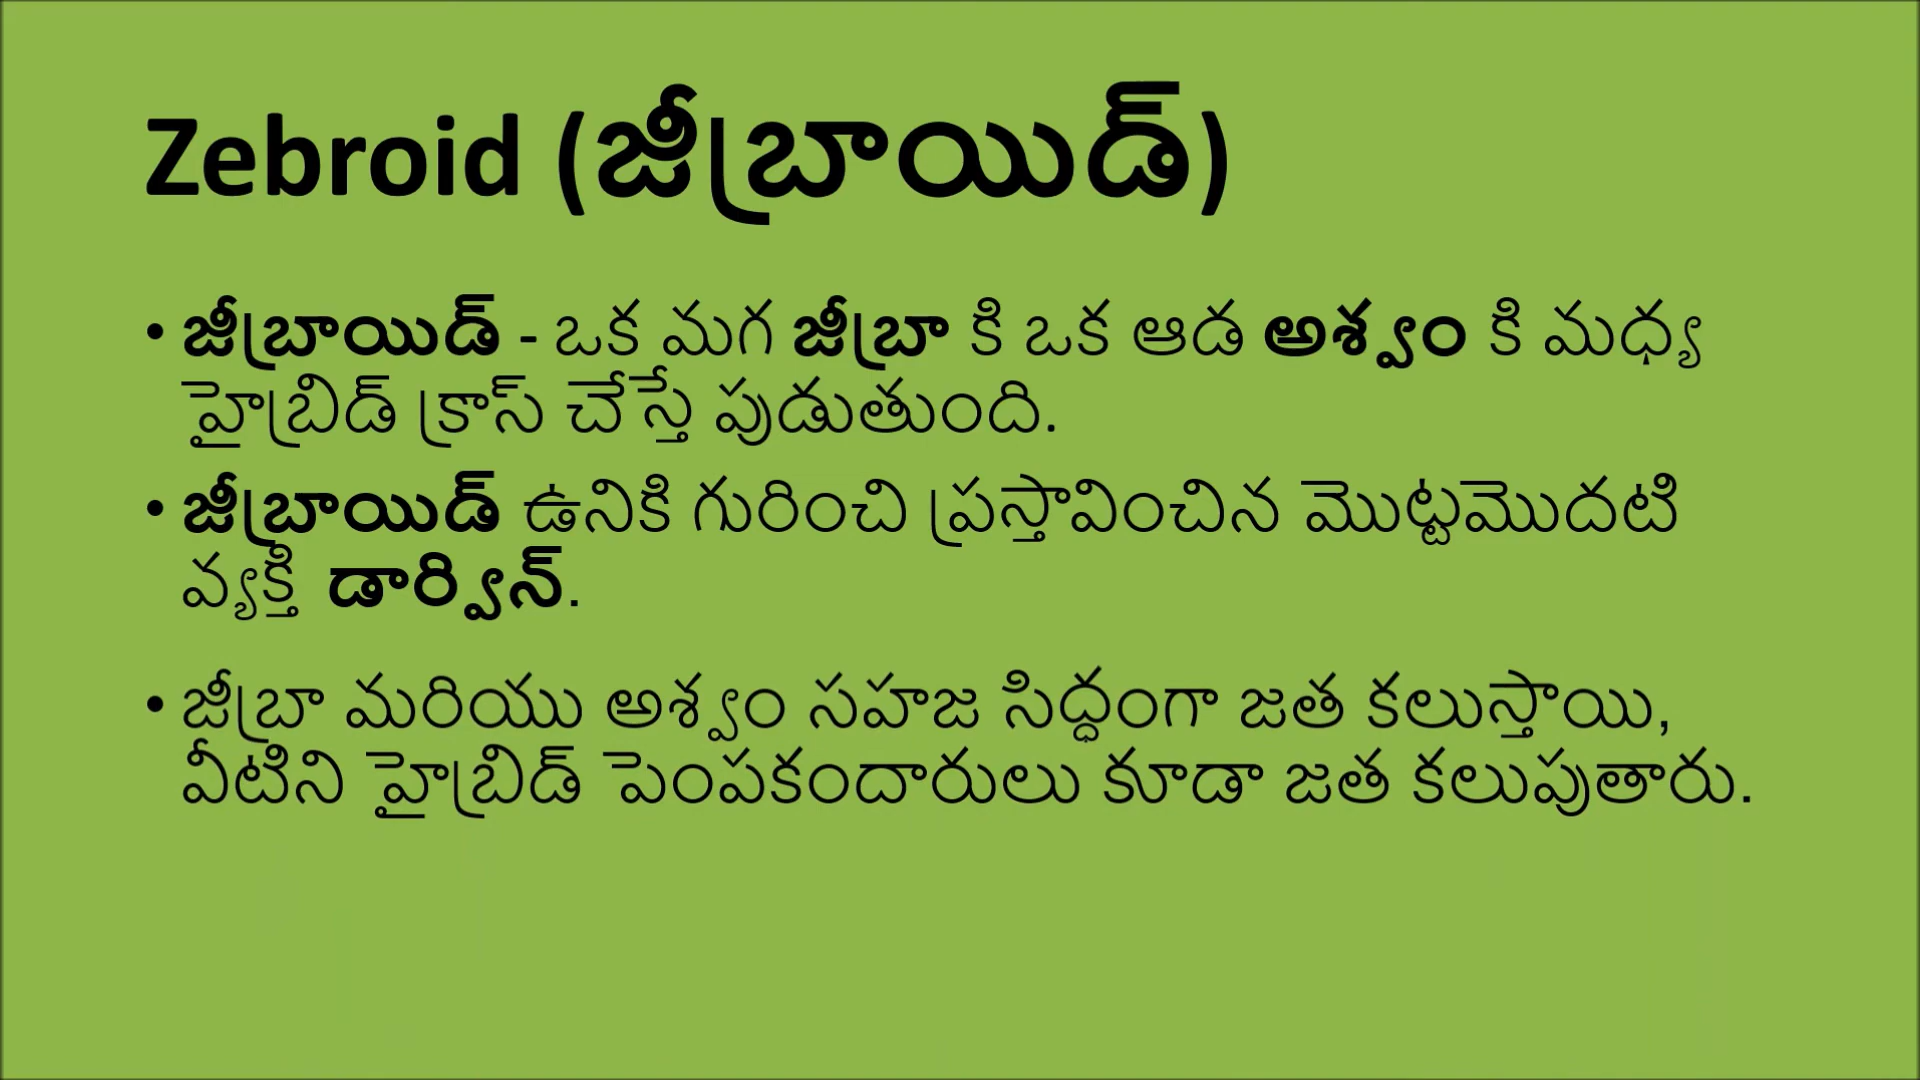 Zebroid (జీబ్రాయిడ్)
• జీబ్రాయిడ్ - ఒక మగ జీబ్రా కి ఒక ఆడ అశ్వం కి మధ్య
హైబ్రిడ్ క్రాస్ చేస్తే పుడుతుంది.
• జీబ్రాయిడ్ ఉనికి గురించి ప్రస్తావించిన మొట్టమొదటి
వ్యక్తి డార్విన్.
• జీబ్రా మరియు అశ్వం సహజ సిద్ధంగా జత కలుస్తాయి,
వీటిని హైబ్రిడ్ పెంపకందారులు కూడా జత కలుపుతారు.